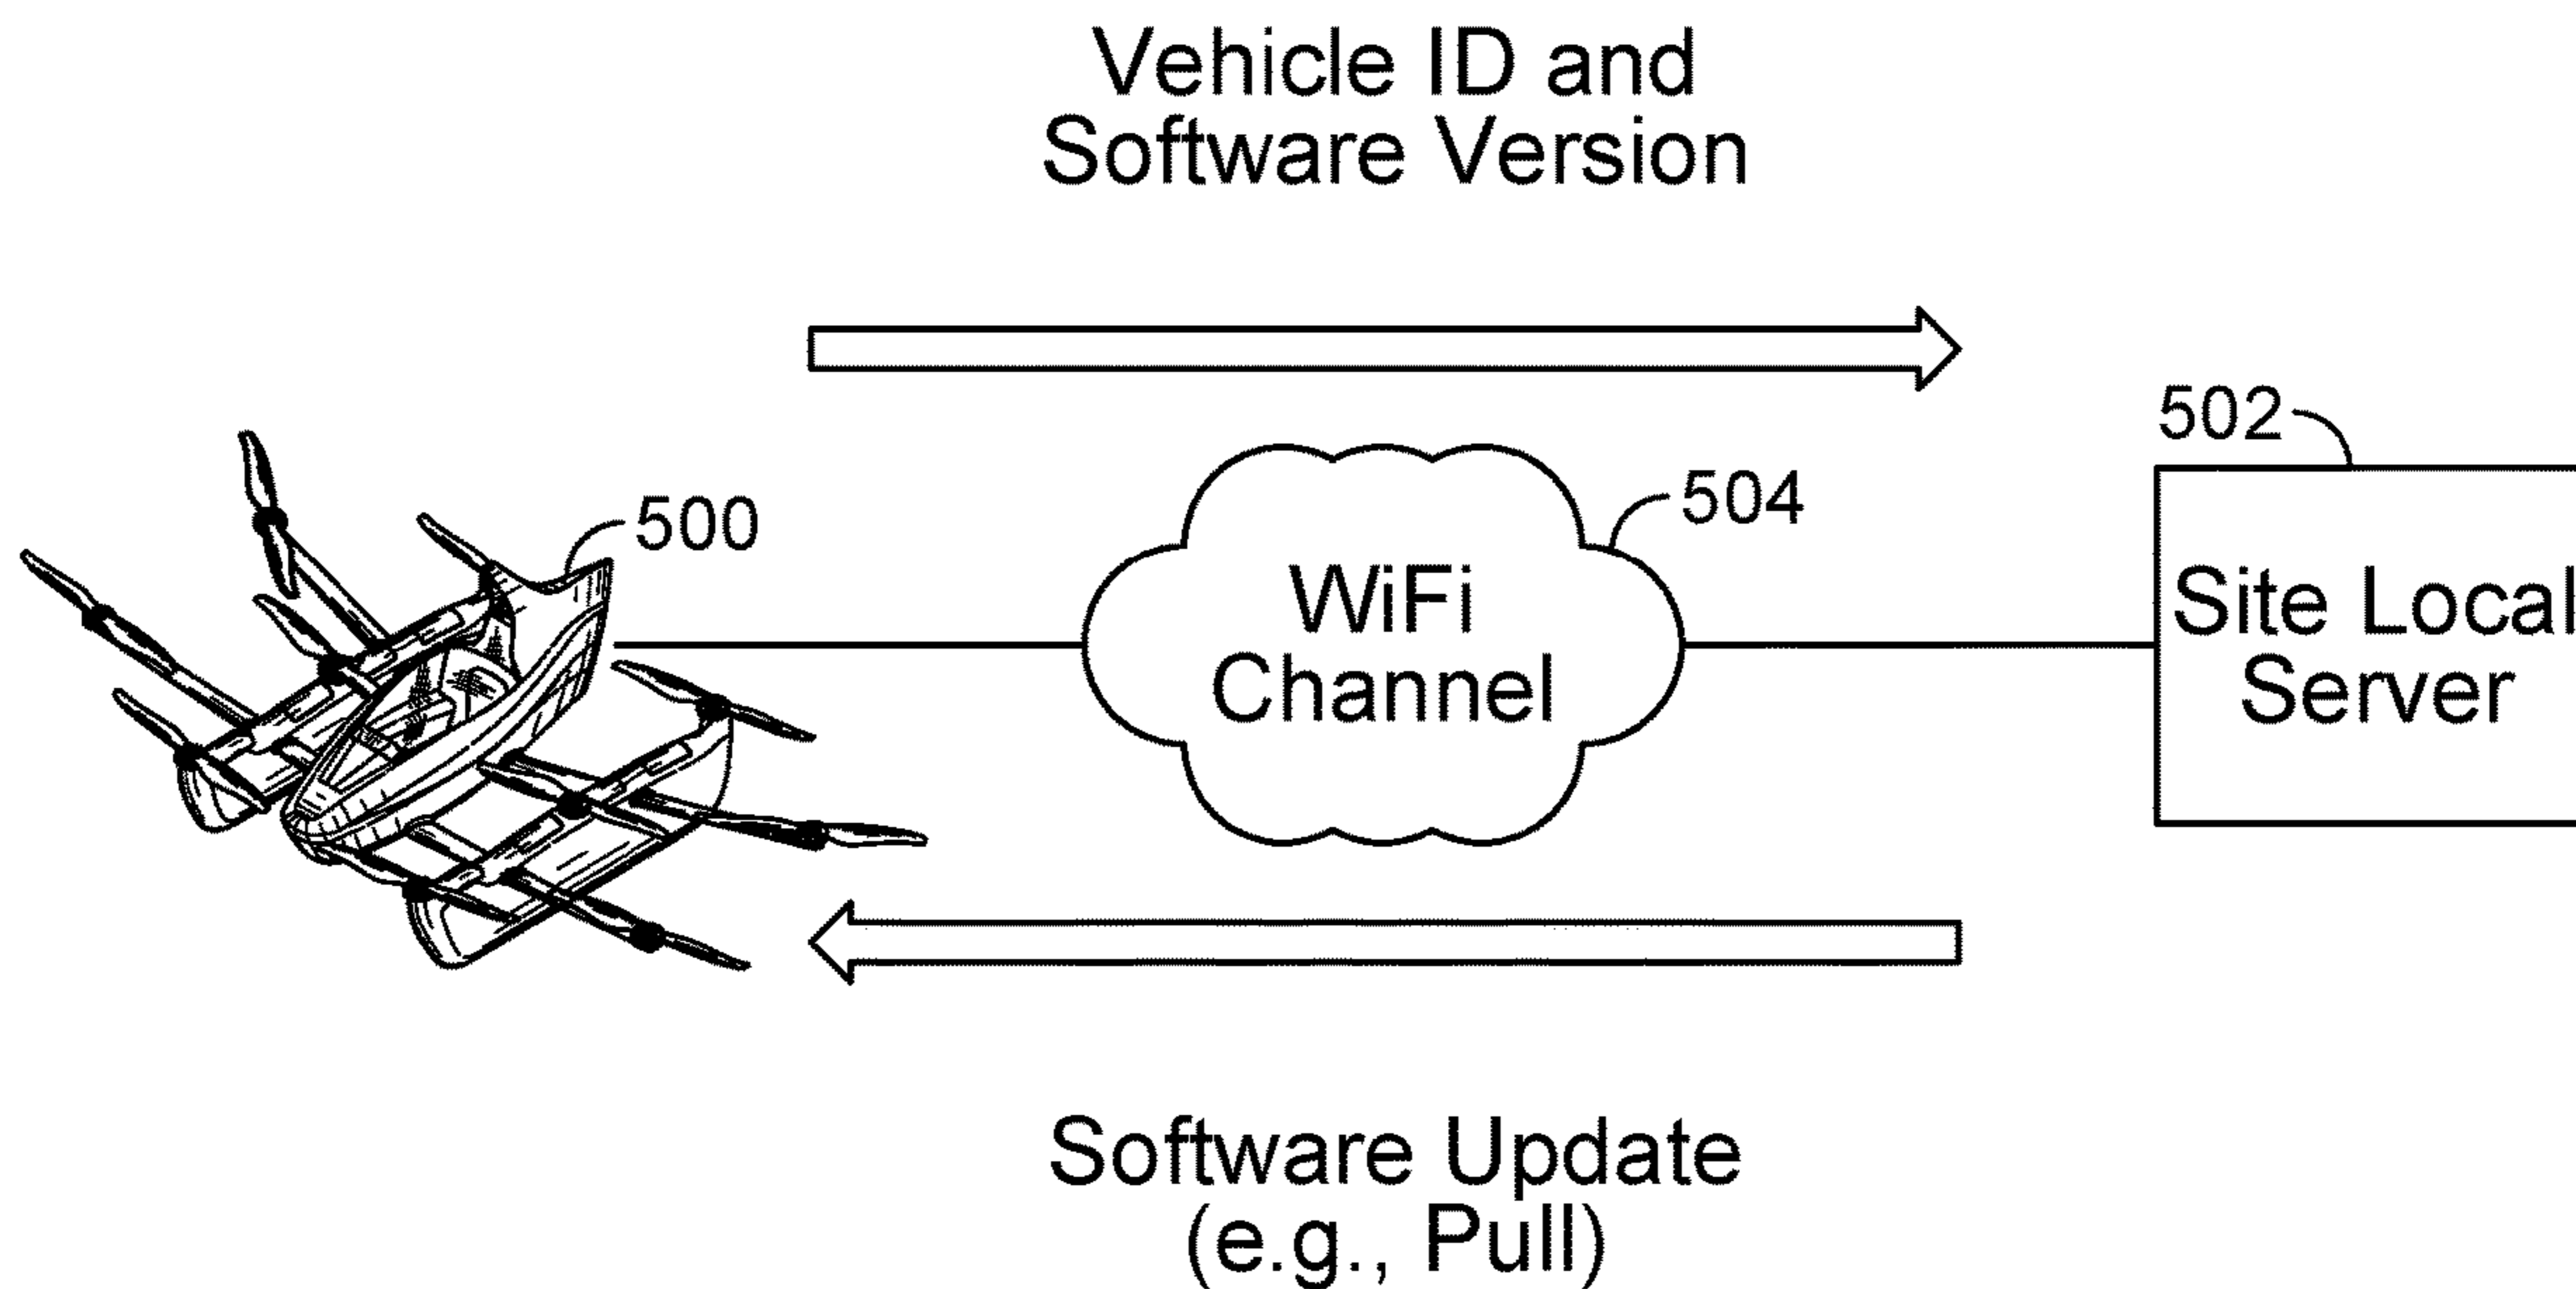 Vehicle ID and
Software Version
502
500
504
WiFi
Channel
Site Local
Server
Software Update
(e.g., Pull)